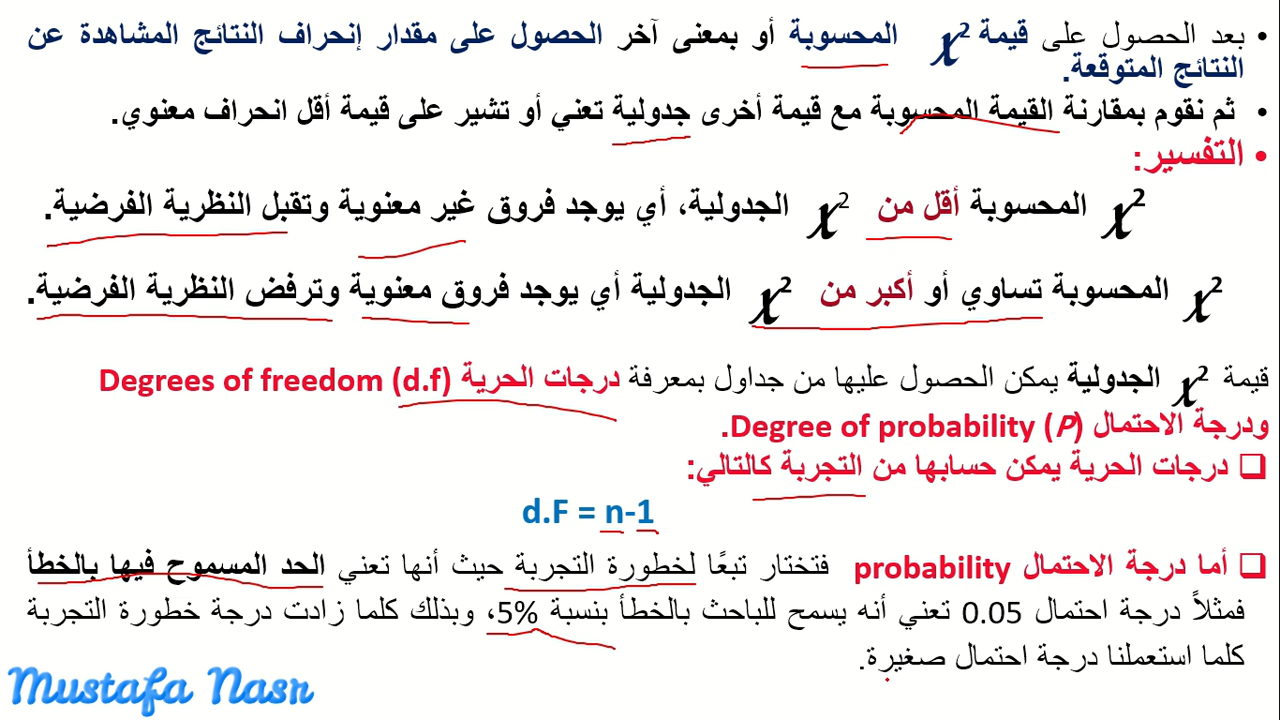 • بعد الحصول على قيمة χ² المحسوبة أو بمعنى آخر الحصول على مقدار إنحراف النتائج المشاهدة عن
النتائج المتوقعة.
• ثم نقوم بمقارنة القيمة المحسوبة مع قيمة أخرى جدولية تعني أو تشير على قيمة أقل انحراف معنوي.
• التفسير:
χ² المحسوبة أقل من χ² الجدولية، أي يوجد فروق غير معنوية وتقبل النظرية الفرضية.
χ² المحسوبة تساوي أو أكبر من χ² الجدولية أي يوجد فروق معنوية وترفض النظرية الفرضية.
قيمة χ² الجدولية يمكن الحصول عليها من جداول بمعرفة درجات الحرية Degrees of freedom (d.f)
ودرجة الاحتمال Degree of probability (P).
❑ درجات الحرية يمكن حسابها من التجربة كالتالي:
d.F = n-1
❑ أما درجة الاحتمال probability فتختار تبعًا لخطورة التجربة حيث أنها تعني الحد المسموح فيها بالخطأ
فمثلاً درجة احتمال 0.05 تعني أنه يسمح للباحث بالخطأ بنسبة 5%، وبذلك كلما زادت درجة خطورة التجربة
كلما استعملنا درجة احتمال صغيرة.
Mustafa Nasr